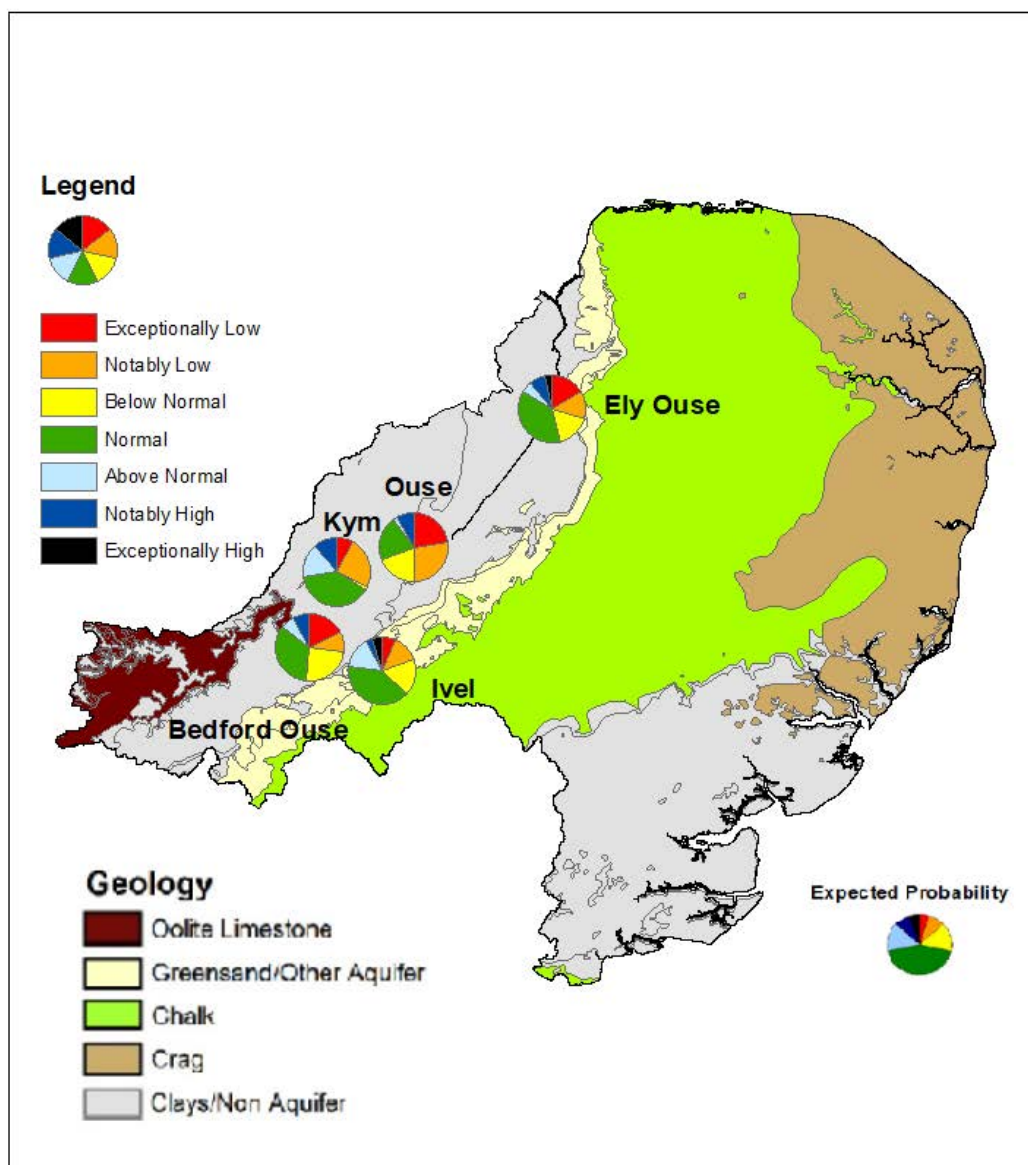 Legend
Exceptionally Low
Notably Low
Below Normal
Normal
Above Normal
Notably High
Exceptionally High
Ely Ouse
Ouse
Kym
Ivel
Bedford Ouse
Geology
Oolite Limestone
Greensand/Other Aquifer
Chalk
Crag
Clays/Non Aquifer
Expected Probability